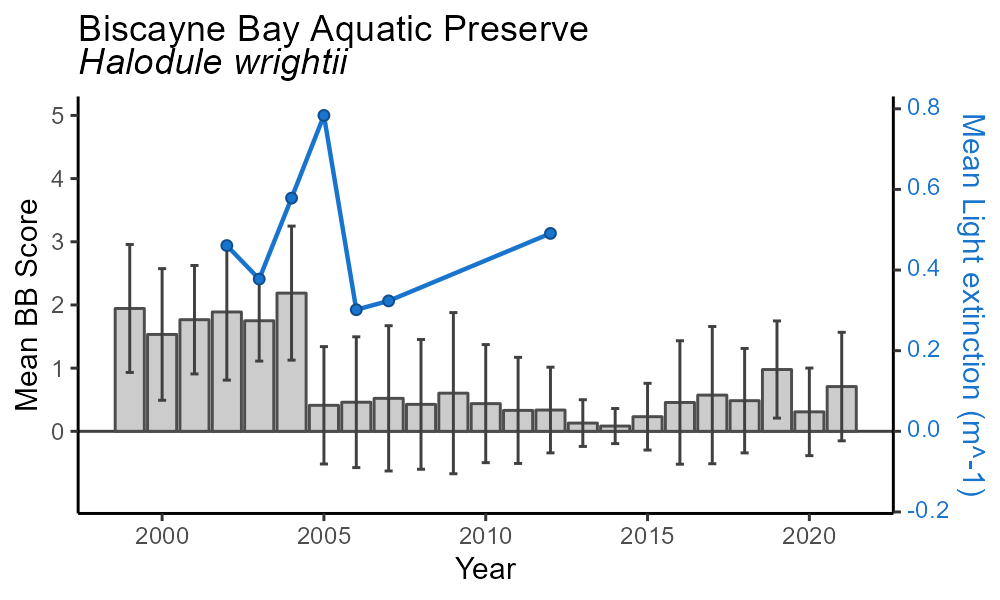 Biscayne Bay Aquatic Preserve
Halodule wrightii
5
4
3
2
1
0
Mean BB Score
0.8
0.6
0.4
0.2
0.0
-0.2
Mean Light extinction (m^-1)
2000 2005 2010 2015 2020
Year